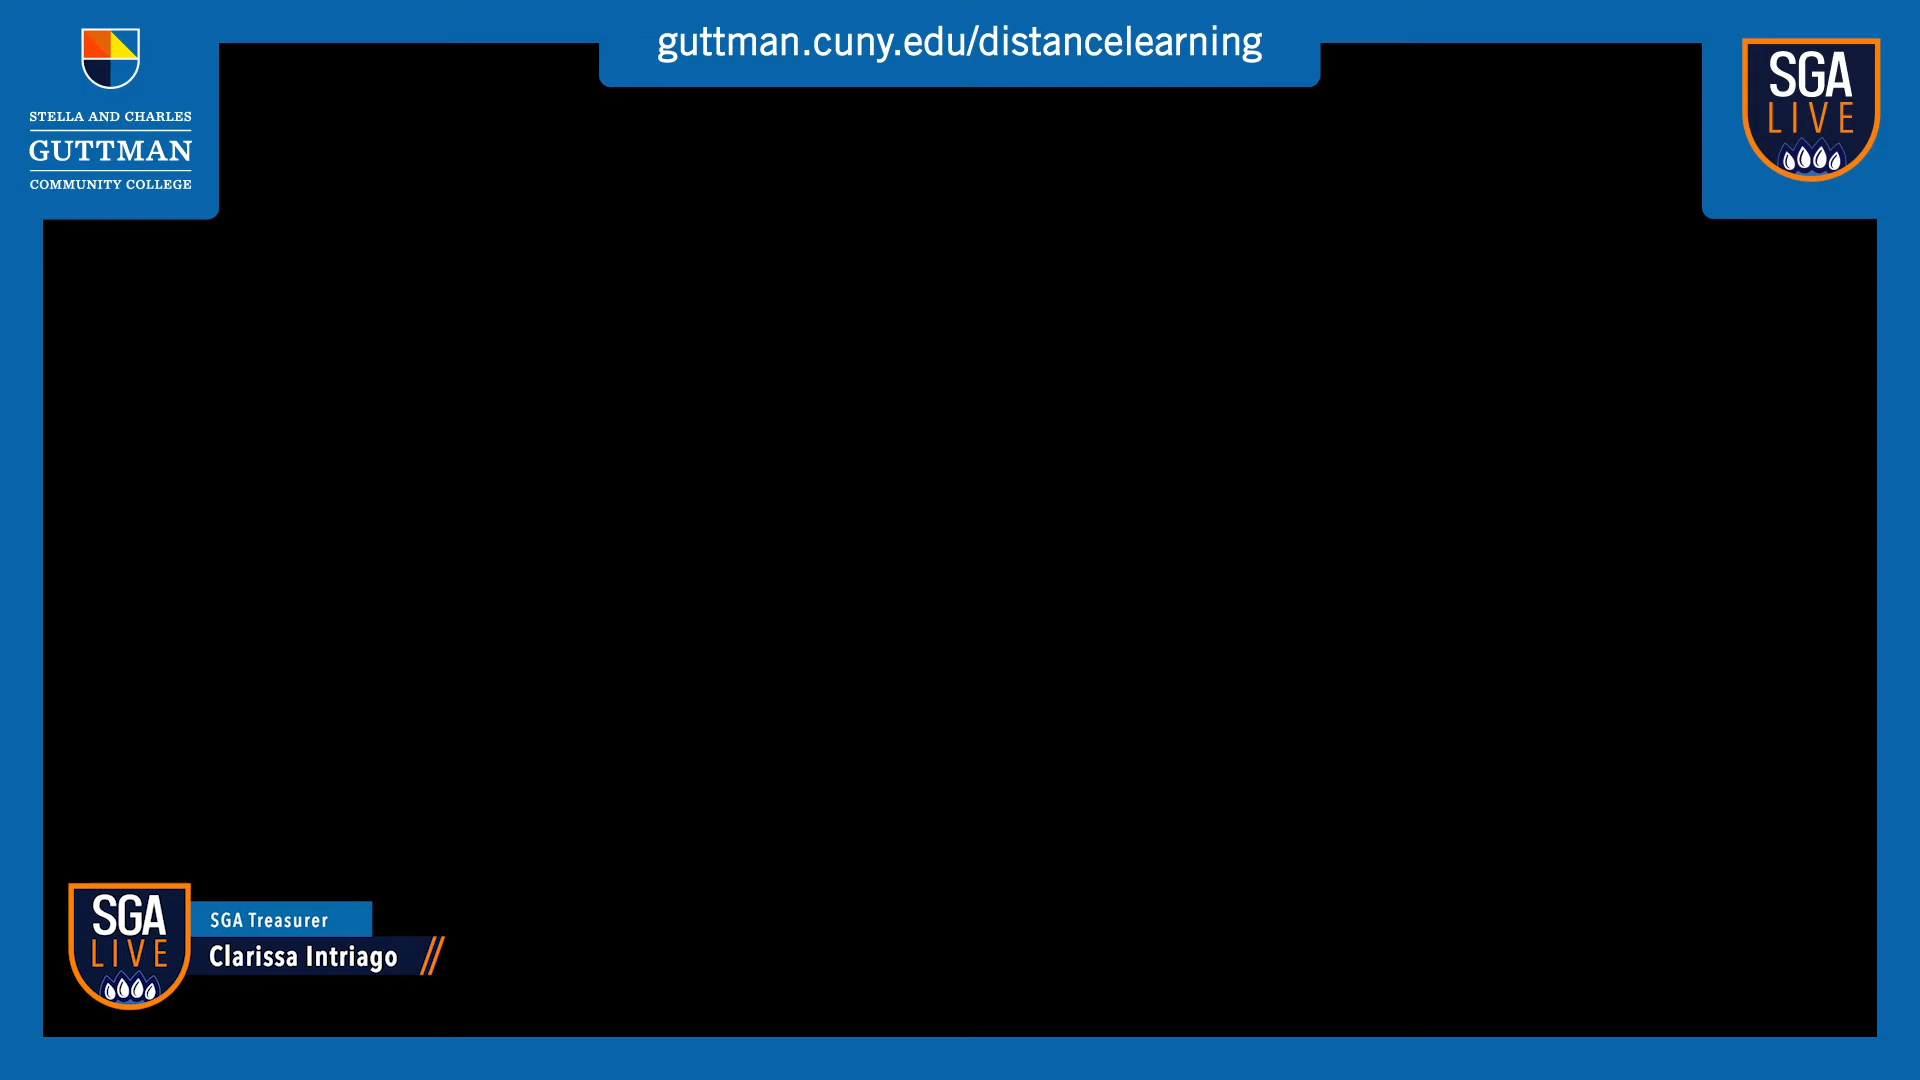 guttman.cuny.edu/distancelearning
STELLA AND CHARLES
GUTTMAN
COMMUNITY COLLEGE
SGA
LIVE
SGA
LIVE
SGA Treasurer
Clarissa Intriago